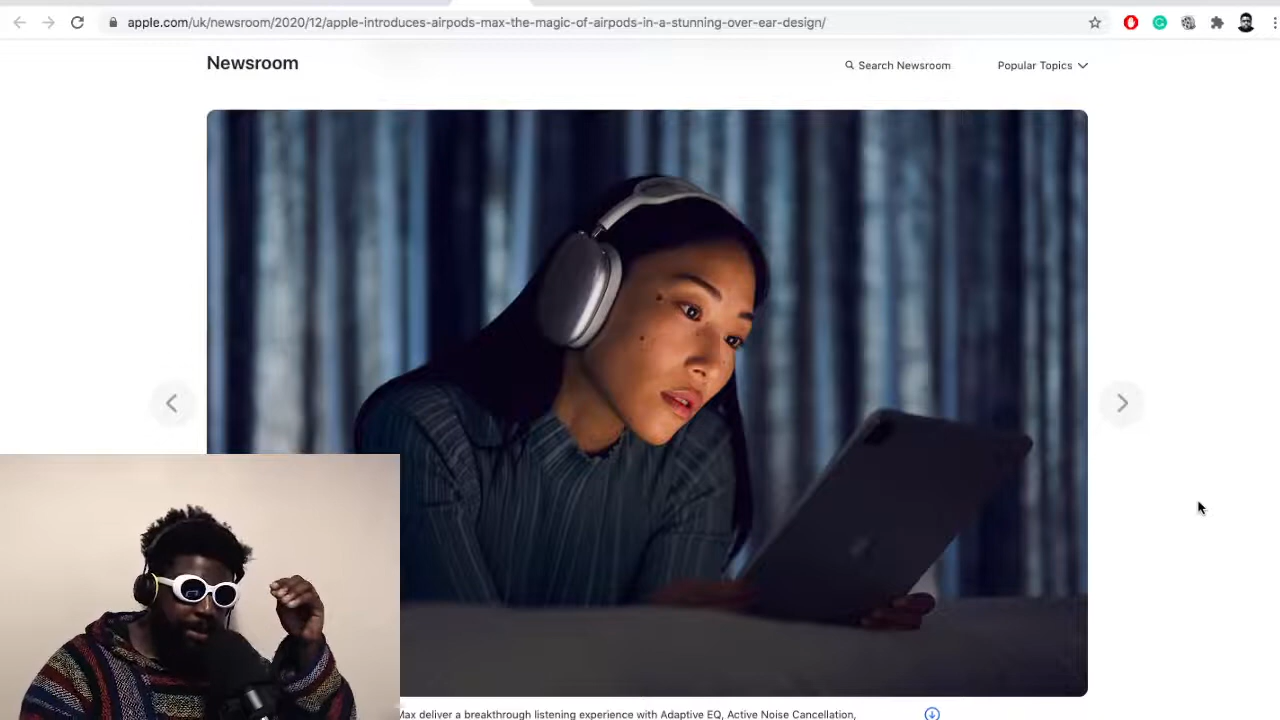 apple.com/uk/newsroom/2020/12/apple-introduces-airpods-max-the-magic-of-airpods-in-a-stunning-over-ear-design/
Newsroom
Search Newsroom
Popular Topics
Max deliver a breakthrough listening experience with Adaptive EQ, Active Noise Cancellation,